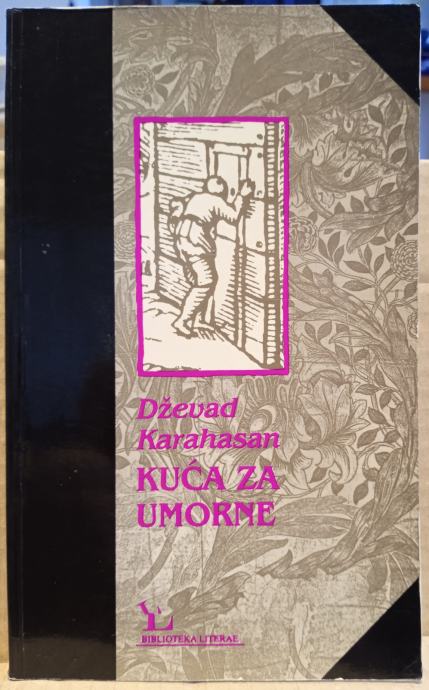 Dževad
Karahasan
KUĆA ZA
UMORNE
BIBLIOTEKA LITERAE